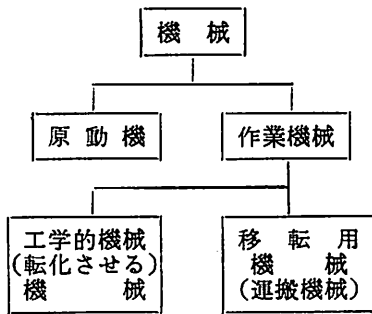 機械
原動機
作業機械
工学的機械
(転化させる)
機械
移転用
機械
(運搬機械)